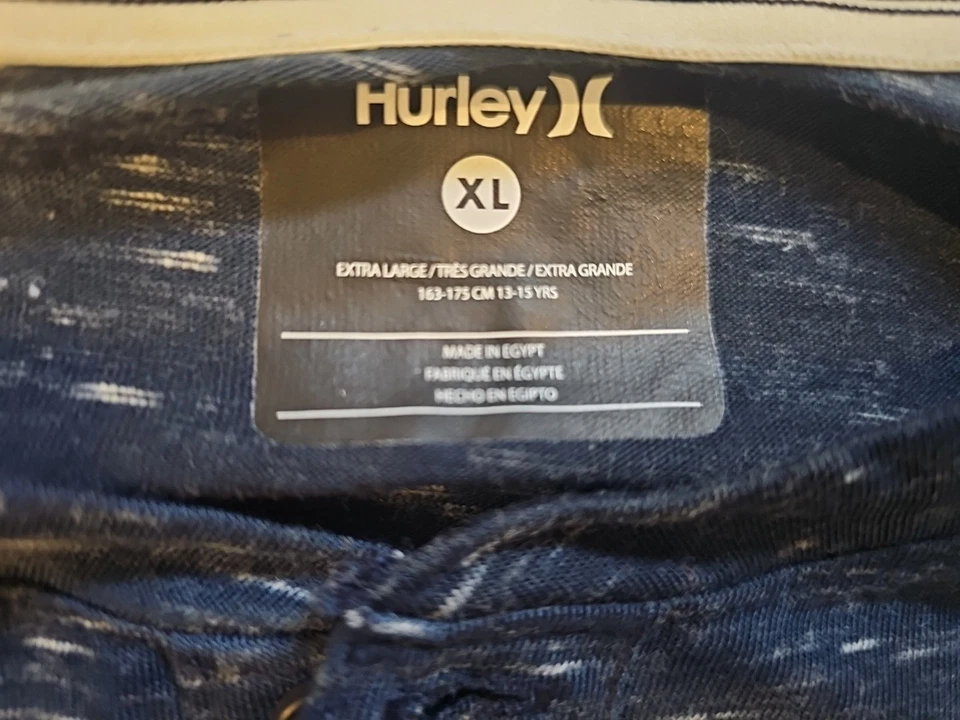 Hurley
XL
EXTRA LARGE / TRÈS GRANDE / EXTRA GRANDE
163-175 CM 13-15 YRS
MADE IN EGYPT
FABRIQUÉ EN ÉGYPTE
HECHO EN EGIPTO